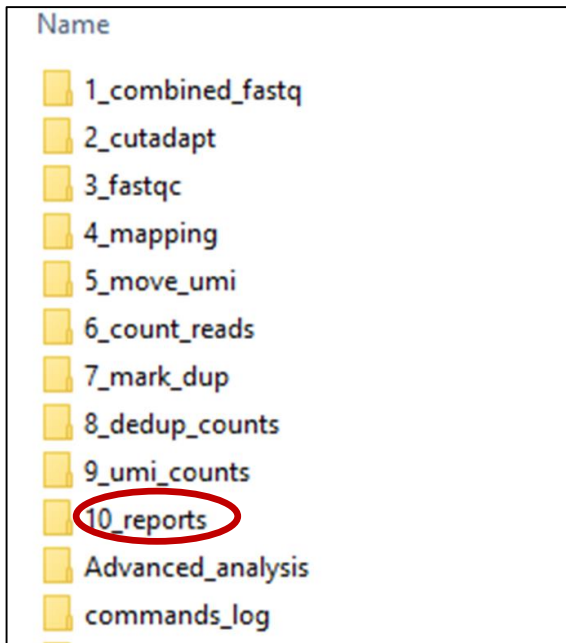 Name
1_combined_fastq
2_cutadapt
3_fastqc
4_mapping
5_move_umi
6_count_reads
7_mark_dup
8_dedup_counts
9_umi_counts
10_reports
Advanced_analysis
commands_log